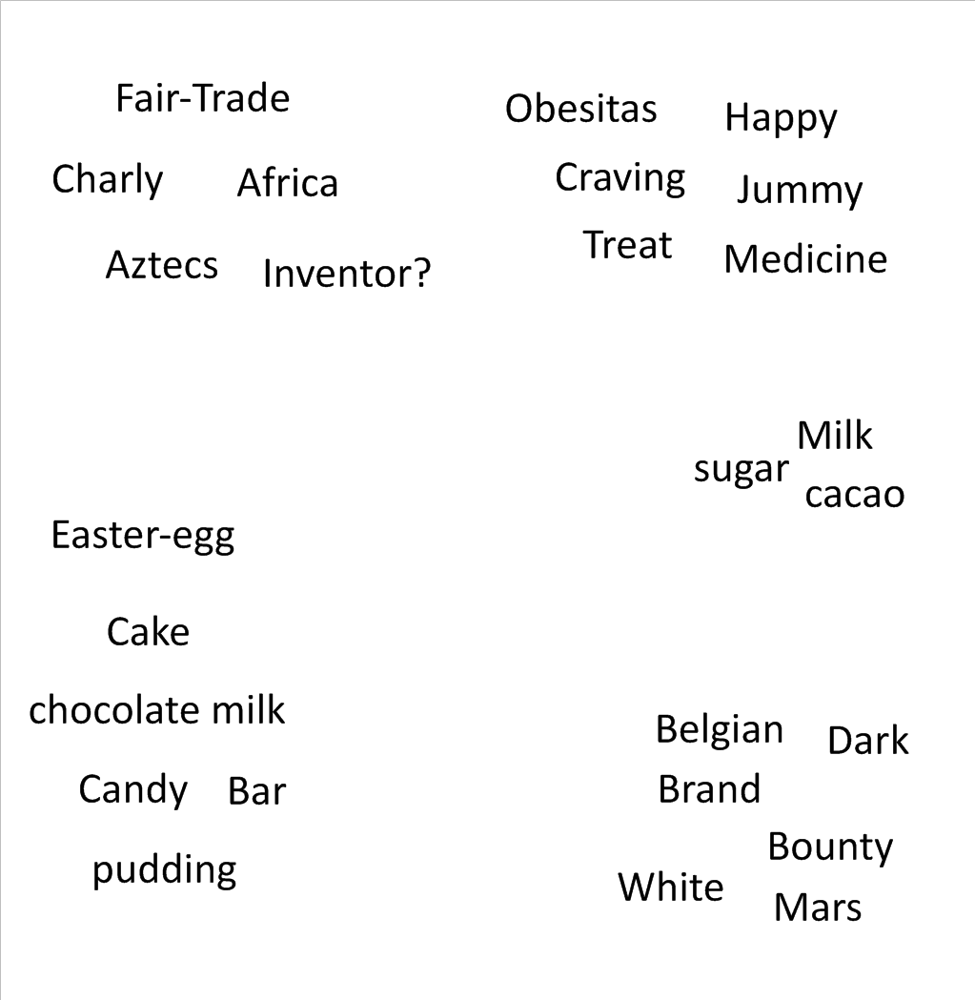 Fair-Trade
Charly Africa
Aztecs Inventor?
Obesitas Happy
Craving Jummy
Treat Medicine
Milk
sugar
cacao
Easter-egg
Cake
chocolate milk
Candy Bar
pudding
Belgian Dark
Brand
Bounty
White
Mars